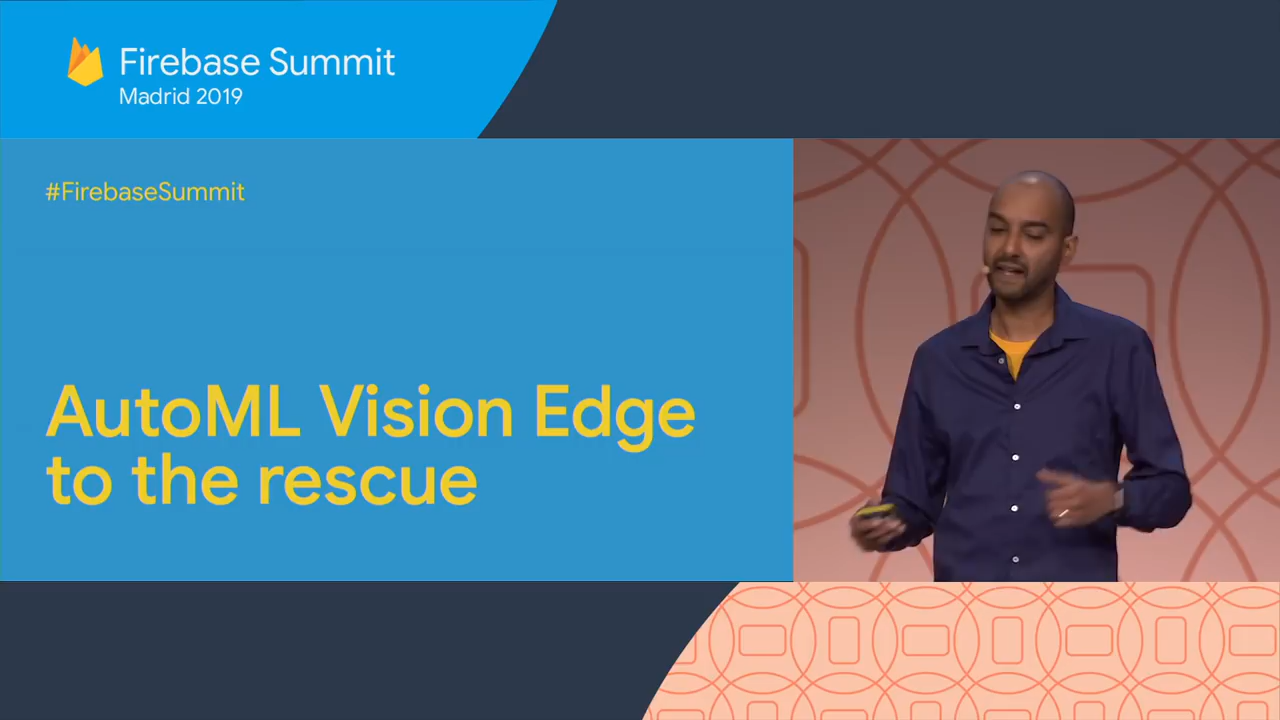 Firebase Summit
Madrid 2019
#FirebaseSummit
AutoML Vision Edge
to the rescue